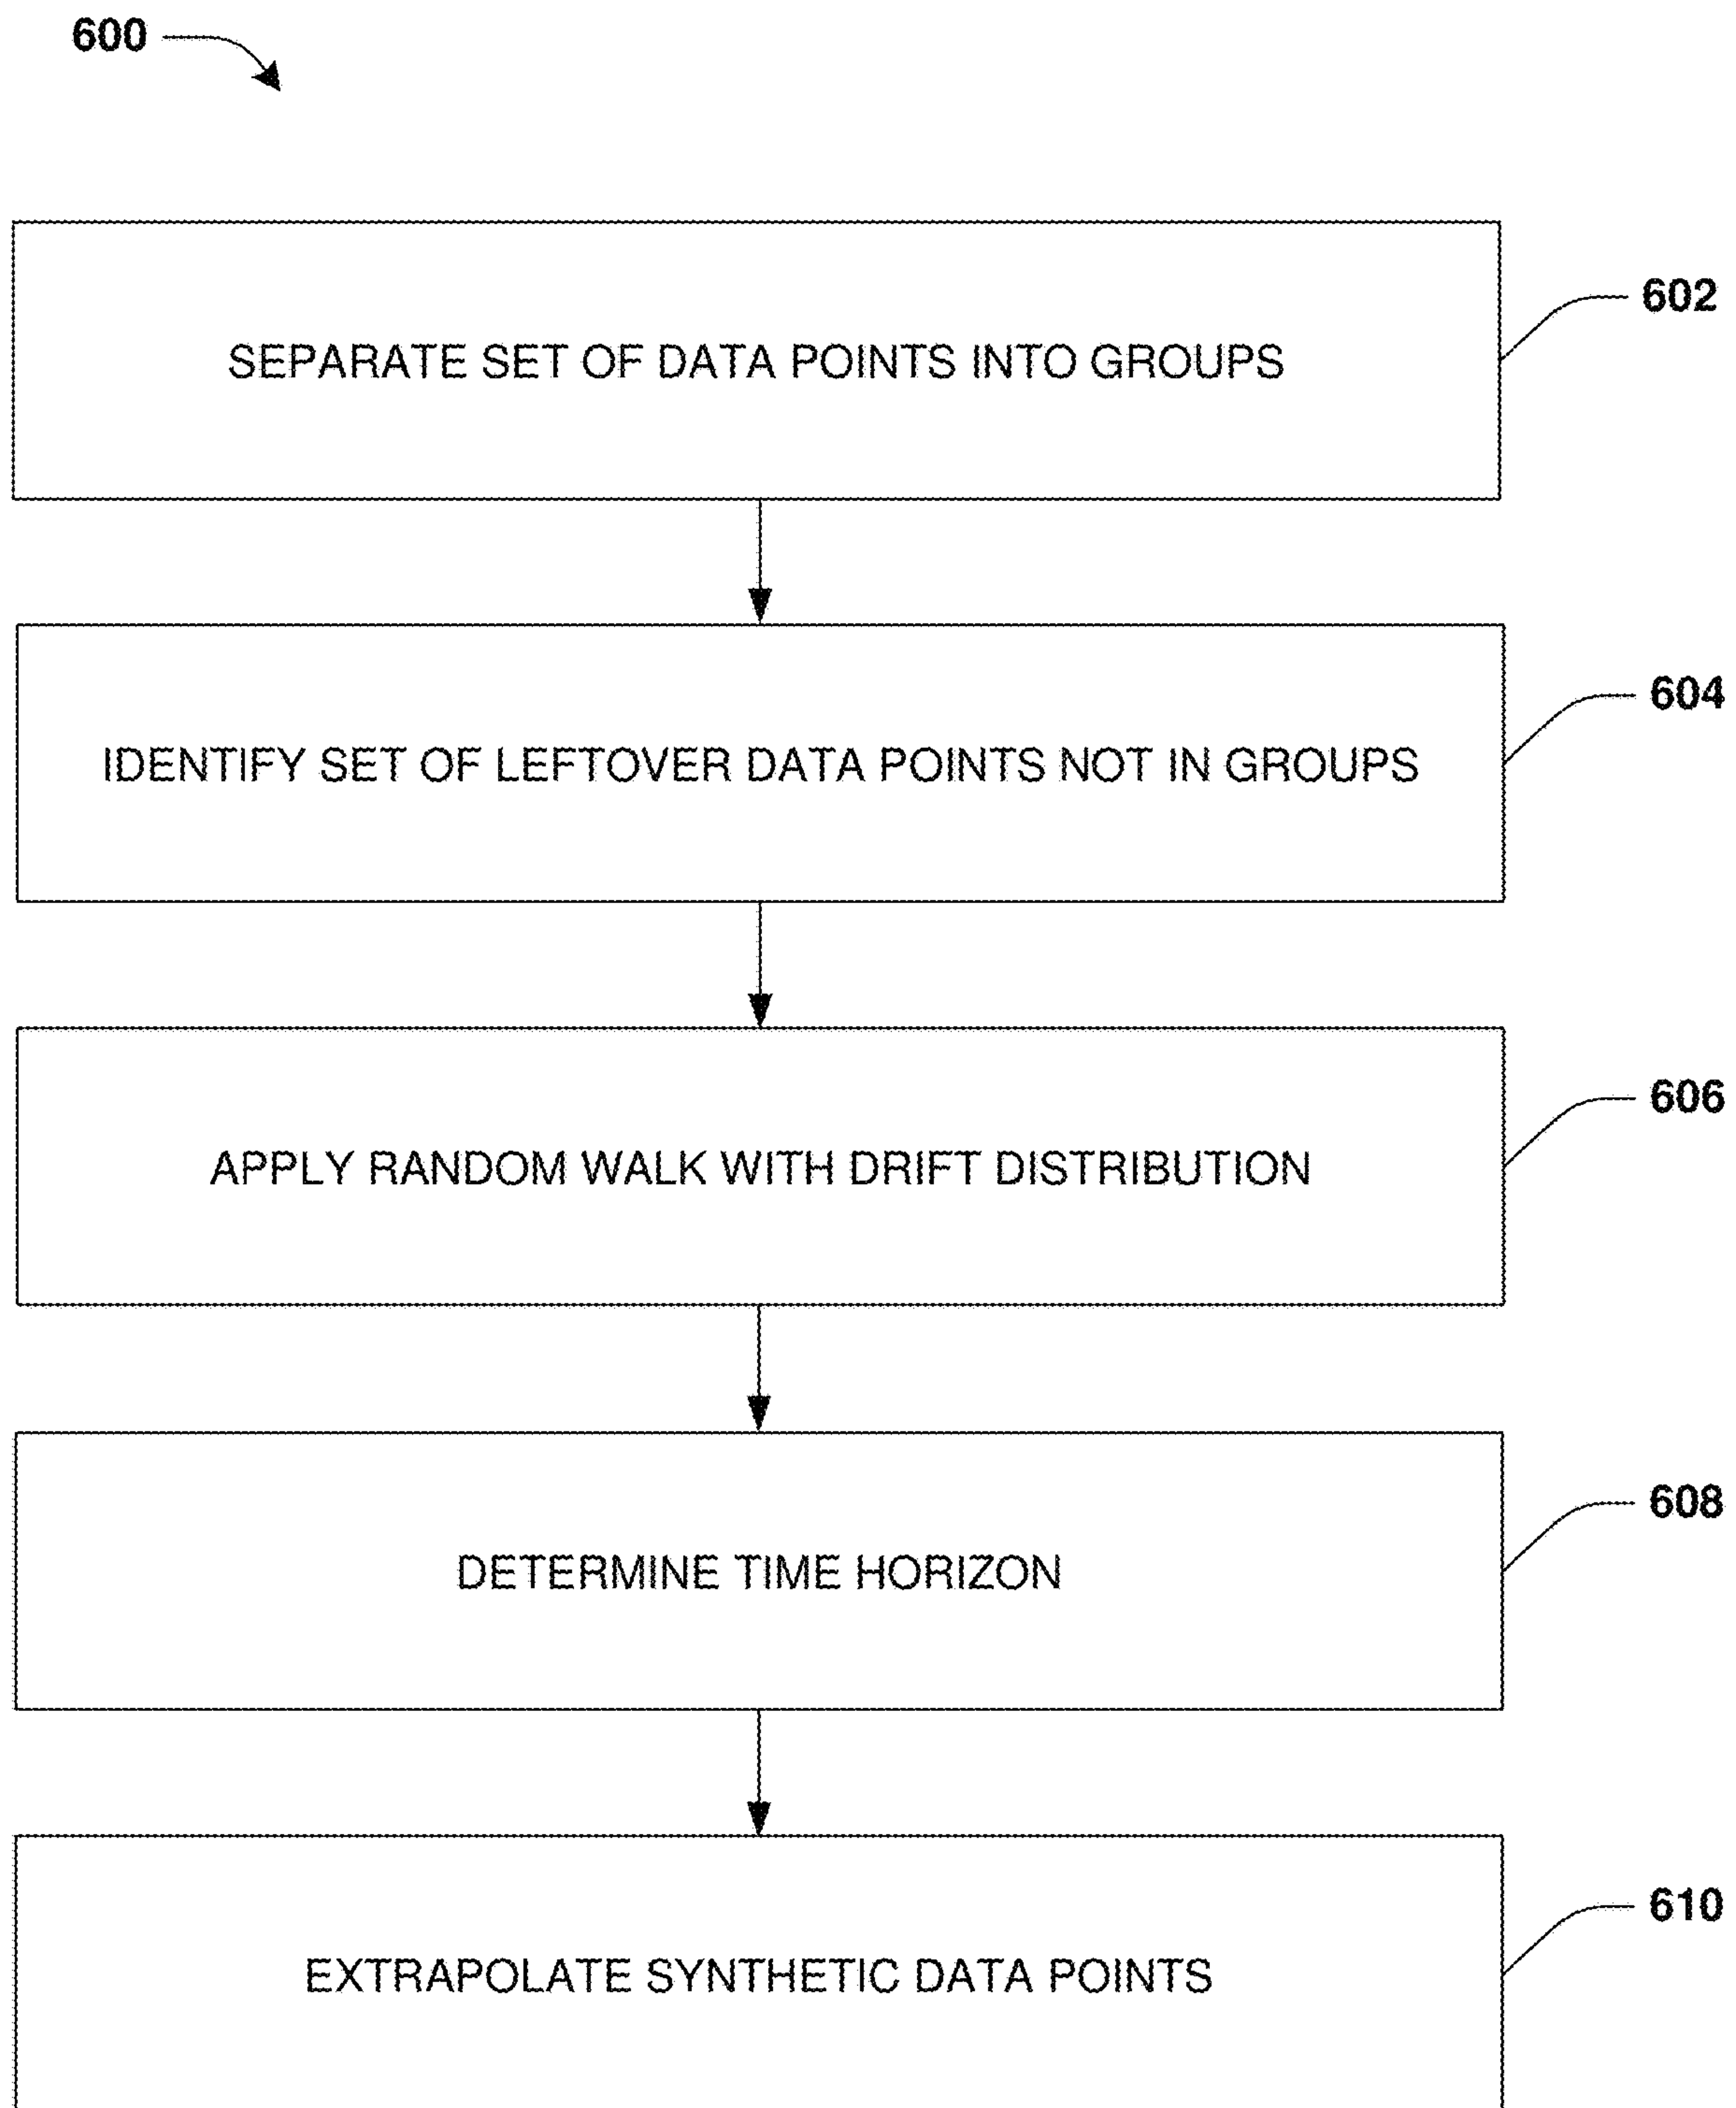 600
SEPARATE SET OF DATA POINTS INTO GROUPS
602
IDENTIFY SET OF LEFTOVER DATA POINTS NOT IN GROUPS
604
APPLY RANDOM WALK WITH DRIFT DISTRIBUTION
606
DETERMINE TIME HORIZON
608
EXTRAPOLATE SYNTHETIC DATA POINTS
610